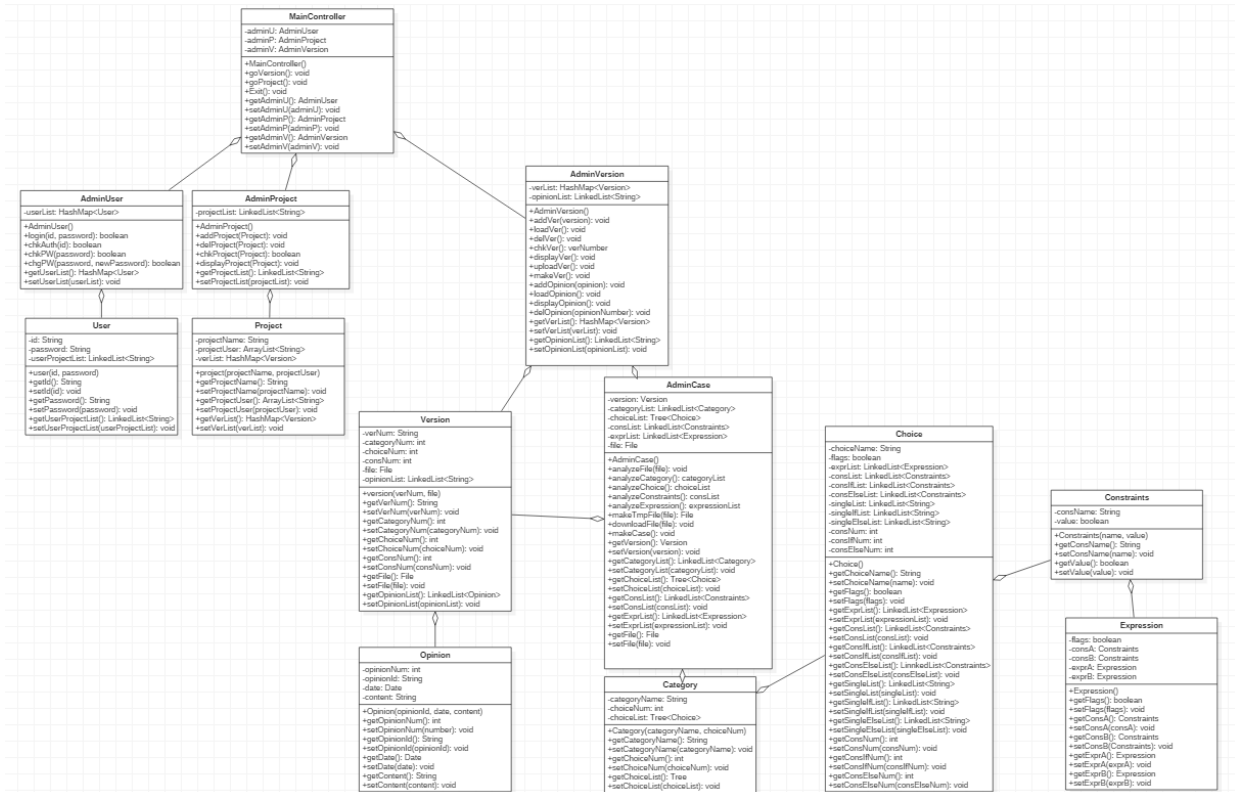 MainController
-adminU: AdminUser
-adminP: AdminProject
-adminV: AdminVersion
+MainController()
+goVersion(): void
+goProject(): void
+Exit(): void
+getAdminU(): AdminUser
+setAdminU(adminU): void
+getAdminP(): AdminProject
+setAdminP(adminP): void
+getAdminV(): AdminVersion
+setAdminV(adminV): void
AdminUser
-userList: HashMap<User>
+AdminUser()
+login(id, password): boolean
+chkAuth(id): boolean
+chkPW(password): boolean
+chgPW(password, newPassword): boolean
+getUserList(): HashMap<User>
+setUserList(userList): void
AdminProject
-projectList: LinkedList<String>
+AdminProject()
+addProject(Project): void
+delProject(Project): void
+chkProject(Project): boolean
+displayProject(Project): void
+getProjectList(): LinkedList<String>
+setProjectList(projectList): void
AdminVersion
-verList: HashMap<Version>
-opinionList: LinkedList<String>
+AdminVersion()
+addVer(version): void
+loadVer(): void
+delVer(): void
+chkVer(): verNumber
+displayVer(): void
+uploadVer(): void
+makeVer(): void
+addOpinion(opinion): void
+loadOpinion(): void
+displayOpinion(): void
+delOpinion(opinionNumber): void
+getVerList(): HashMap<Version>
+setVerList(verList): void
+getOpinionList(): LinkedList<String>
+setOpinionList(opinionList): void
User
-id: String
-password: String
-userProjectList: LinkedList<String>
+user(id, password)
+getId(): String
+setId(id): void
+getPassword(): String
+setPassword(password): void
+getUserProjectList(): LinkedList<String>
+setUserProjectList(userProjectList): void
Project
-projectName: String
-projectUser: ArrayList<String>
-verList: HashMap<Version>
+project(projectName, projectUser)
+getProjectName(): String
+setProjectName(projectName): void
+getProjectUser(): ArrayList<String>
+setProjectUser(projectUser): void
+getVerList(): HashMap<Version>
+setVerList(verList): void
Version
-verNum: String
-categoryNum: int
-choiceNum: int
-consNum: int
-file: File
-opinionList: LinkedList<String>
+version(verNum, file)
+getVerNum(): String
+setVerNum(verNum): void
+getCategoryNum(): int
+setCategoryNum(categoryNum): void
+getChoiceNum(): int
+setChoiceNum(choiceNum): void
+getConsNum(): int
+setConsNum(consNum): void
+getFile(): File
+setFile(file): void
+getOpinionList(): LinkedList<Opinion>
+setOpinionList(opinionList): void
AdminCase
-version: Version
-categoryList: LinkedList<Category>
-choiceList: Tree<Choice>
-consList: LinkedList<Constraints>
-exprList: LinkedList<Expression>
-file: File
+AdminCase()
+analyzeFile(file): void
+analyzeCategory(): categoryList
+analyzeChoice(): choiceList
+analyzeConstraints(): consList
+analyzeExpression(): expressionList
+makeTmpFile(file): File
+downloadFile(file): void
+makeCase(): void
+getVersion(): Version
+setVersion(version): void
+getCategoryList(): LinkedList<Category>
+setCategoryList(categoryList): void
+getChoiceList(): Tree<Choice>
+setChoiceList(choiceList): void
+getConsList(): LinkedList<Constraints>
+setConsList(consList): void
+getExprList(): LinkedList<Expression>
+setExprList(expressionList): void
+getFile(): File
+setFile(file): void
Choice
-choiceName: String
-flags: boolean
-exprList: LinkedList<Expression>
-consList: LinkedList<Constraints>
-consIfList: LinkedList<Constraints>
-consElseList: LinkedList<Constraints>
-singleList: LinkedList<String>
-singleIfList: LinkedList<String>
-singleElseList: LinkedList<String>
-consNum: int
-consIfNum: int
-consElseNum: int
+Choice()
+getChoiceName(): String
+setChoiceName(name): void
+getFlags(): boolean
+setFlags(flags): void
+getExprList(): LinkedList<Expression>
+setExprList(expressionList): void
+getConsList(): LinkedList<Constraints>
+setConsList(consList): void
+getConsIfList(): LinkedList<Constraints>
+setConsIfList(consIfList): void
+getConsElseList(): LinnkedList<Constraints>
+setConsElseList(consElseList): void
+getSingleList(): LinkedList<String>
+setSingleList(singleList): void
+getSingleIfList(): LinkedList<String>
+setSingleIfList(singleIfList): void
+getSingleElseList(): LinkedList<String>
+setSingleElseList(singleElseList): void
+getConsNum(): int
+setConsNum(consNum): void
+getConsIfNum(): int
+setConsIfNum(consIfNum): void
+getConsElseNum(): int
+setConsElseNum(consElseNum): void
Constraints
-consName: String
-value: boolean
+Constraints(name, value)
+getConsName(): String
+setConsName(name): void
+getValue(): boolean
+setValue(value): void
Expression
-flags: boolean
-consA: Constraints
-consB: Constraints
-exprA: Expression
-exprB: Expression
+Expression()
+getFlags(): boolean
+setFlags(flags): void
+getConsA(): Constraints
+setConsA(consA): void
+getConsB(): Constraints
+setConsB(Constraints): void
+getExprA(): Expression
+setExprA(exprA): void
+getExprB(): Expression
+setExprB(exprB): void
Opinion
-opinionNum: int
-opinionId: String
-date: Date
-content: String
+Opinion(opinionId, date, content)
+getOpinionNum(): int
+setOpinionNum(number): void
+getOpinionId(): String
+setOpinionId(opinionId): void
+getDate(): Date
+setDate(date): void
+getContent(): String
+setContent(content): void
Category
-categoryName: String
-choiceNum: int
-choiceList: Tree<Choice>
+Category(categoryName, choiceNum)
+getCategoryName(): String
+setCategoryName(categoryName): void
+getChoiceNum(): int
+setChoiceNum(choiceNum): void
+getChoiceList(): Tree
+setChoiceList(choiceList): void